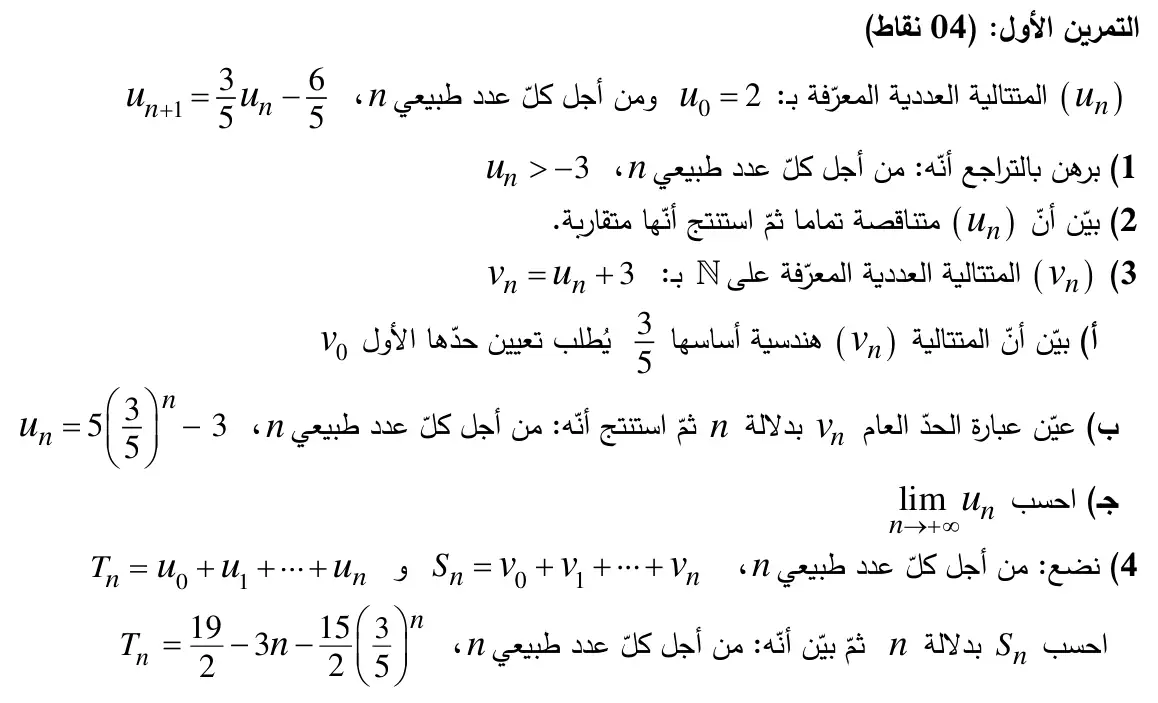 التمرين الأول: (04 نقاط)
(u_n) المتتالية العددية المعرّفة بـ: u_0 = 2 ومن أجل كلّ عدد طبيعي n، u_{n+1} = \frac{3}{5}u_n - \frac{6}{5}
1) برهن بالتراجع أنّه: من أجل كلّ عدد طبيعي n، u_n > -3
2) بيّن أنّ (u_n) متناقصة تماما ثمّ استنتج أنّها متقاربة.
3) (v_n) المتتالية العددية المعرّفة على ℕ بـ: v_n = u_n + 3
أ) بيّن أنّ المتتالية (v_n) هندسية أساسها \frac{3}{5} يُطلب تعيين حدّها الأول v_0
ب) عيّن عبارة الحدّ العام v_n بدلالة n ثمّ استنتج أنّه: من أجل كلّ عدد طبيعي n، u_n = 5\left(\frac{3}{5}\right)^n - 3
جـ) احسب \lim_{n→+∞} u_n
4) نضع: من أجل كلّ عدد طبيعي n، S_n = v_0 + v_1 + ··· + v_n و T_n = u_0 + u_1 + ··· + u_n
احسب S_n بدلالة n ثمّ بيّن أنّه: من أجل كلّ عدد طبيعي n، T_n = \frac{19}{2} - 3n - \frac{15}{2}\left(\frac{3}{5}\right)^n